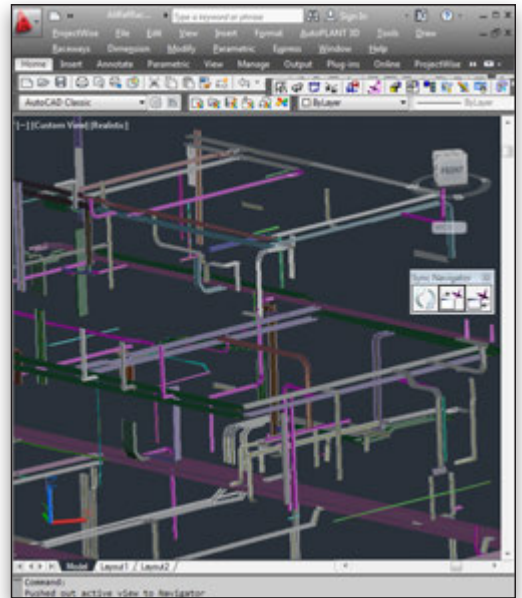 Type a keyword or phrase Sign In
ProjectWise File Edit View Insert Format AutoPLANT 3D Tools Draw
Raceways Dimension Modify Parametric Express Window Help
Home Insert Annotate Parametric View Manage Output Plug-ins Online ProjectWise
AutoCAD Classic ByLayer ByLayer
[-] [Custom View] [Realistic]
FRONT
Sync Navigator
Model Layout1 Layout2
Command:
Pushed out active view to Navigator